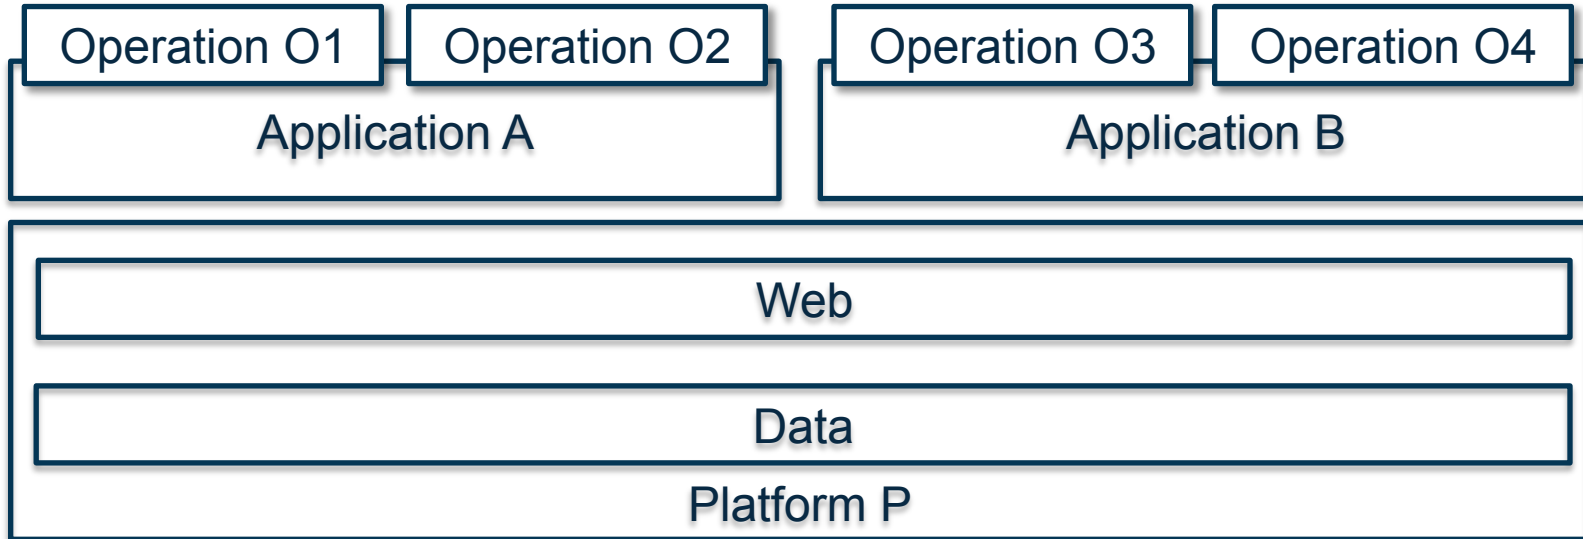 Operation O1
Operation O2
Operation O3
Operation O4
Application A
Application B
Web
Data
Platform P